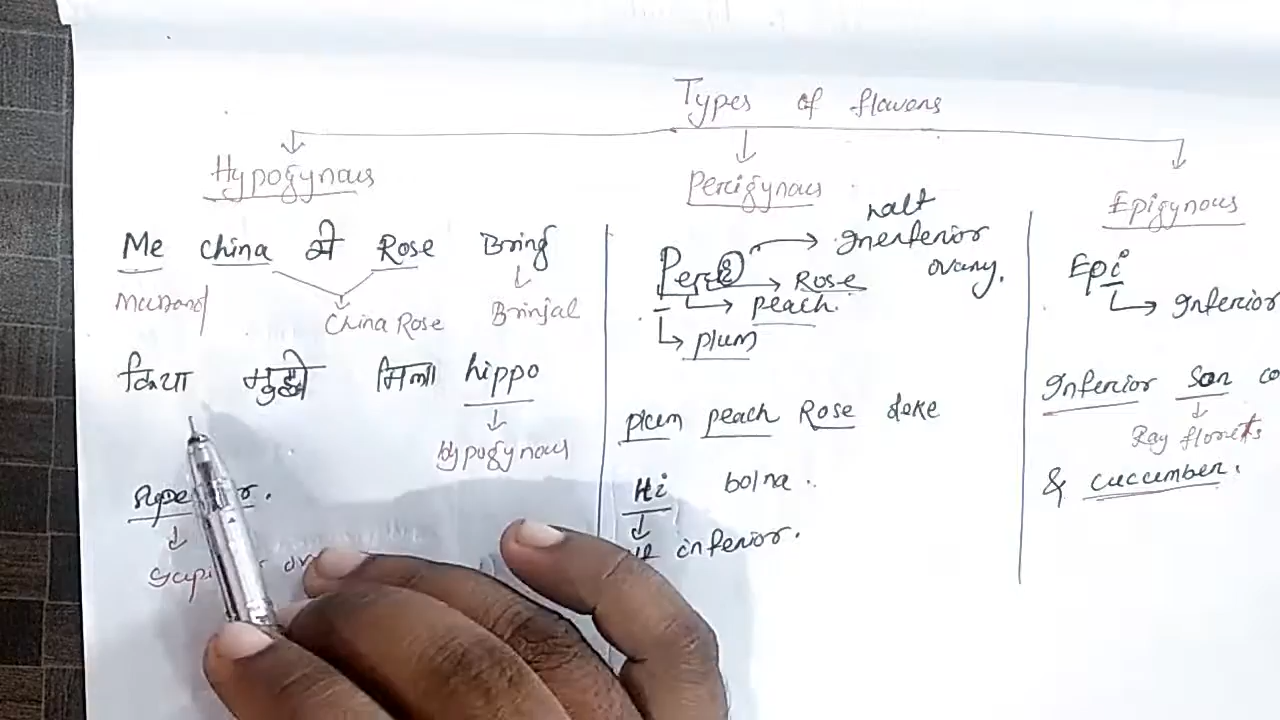 Types of flowers
Hypogynous
Me china से Rose Bring
Mustard
China Rose
Brinjal
किया मुझे मिला hippo
Hypogynous
Perigynous
half
Inferior
ovary.
Peri
Rose
peach.
plum
plum peach Rose deke
Hi bolna ..
inferior.
Epigynous
Epi
Inferior
Inferior Son
Ray florets
& cucumber.